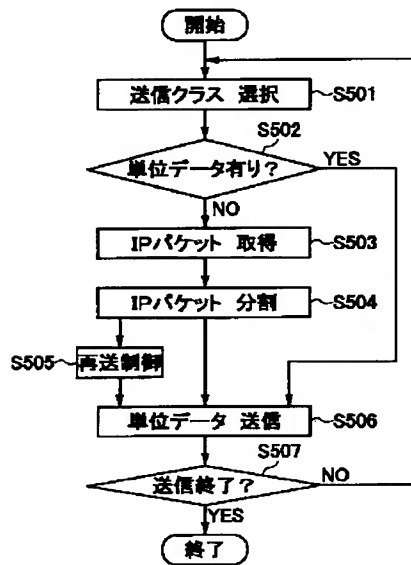 開始
送信クラス 選択
S501
S502
単位データ有り?
YES
NO
IPパケット 取得
S503
IPパケット 分割
S504
S505
再送制御
単位データ 送信
S506
S507
送信終了?
NO
YES
終了